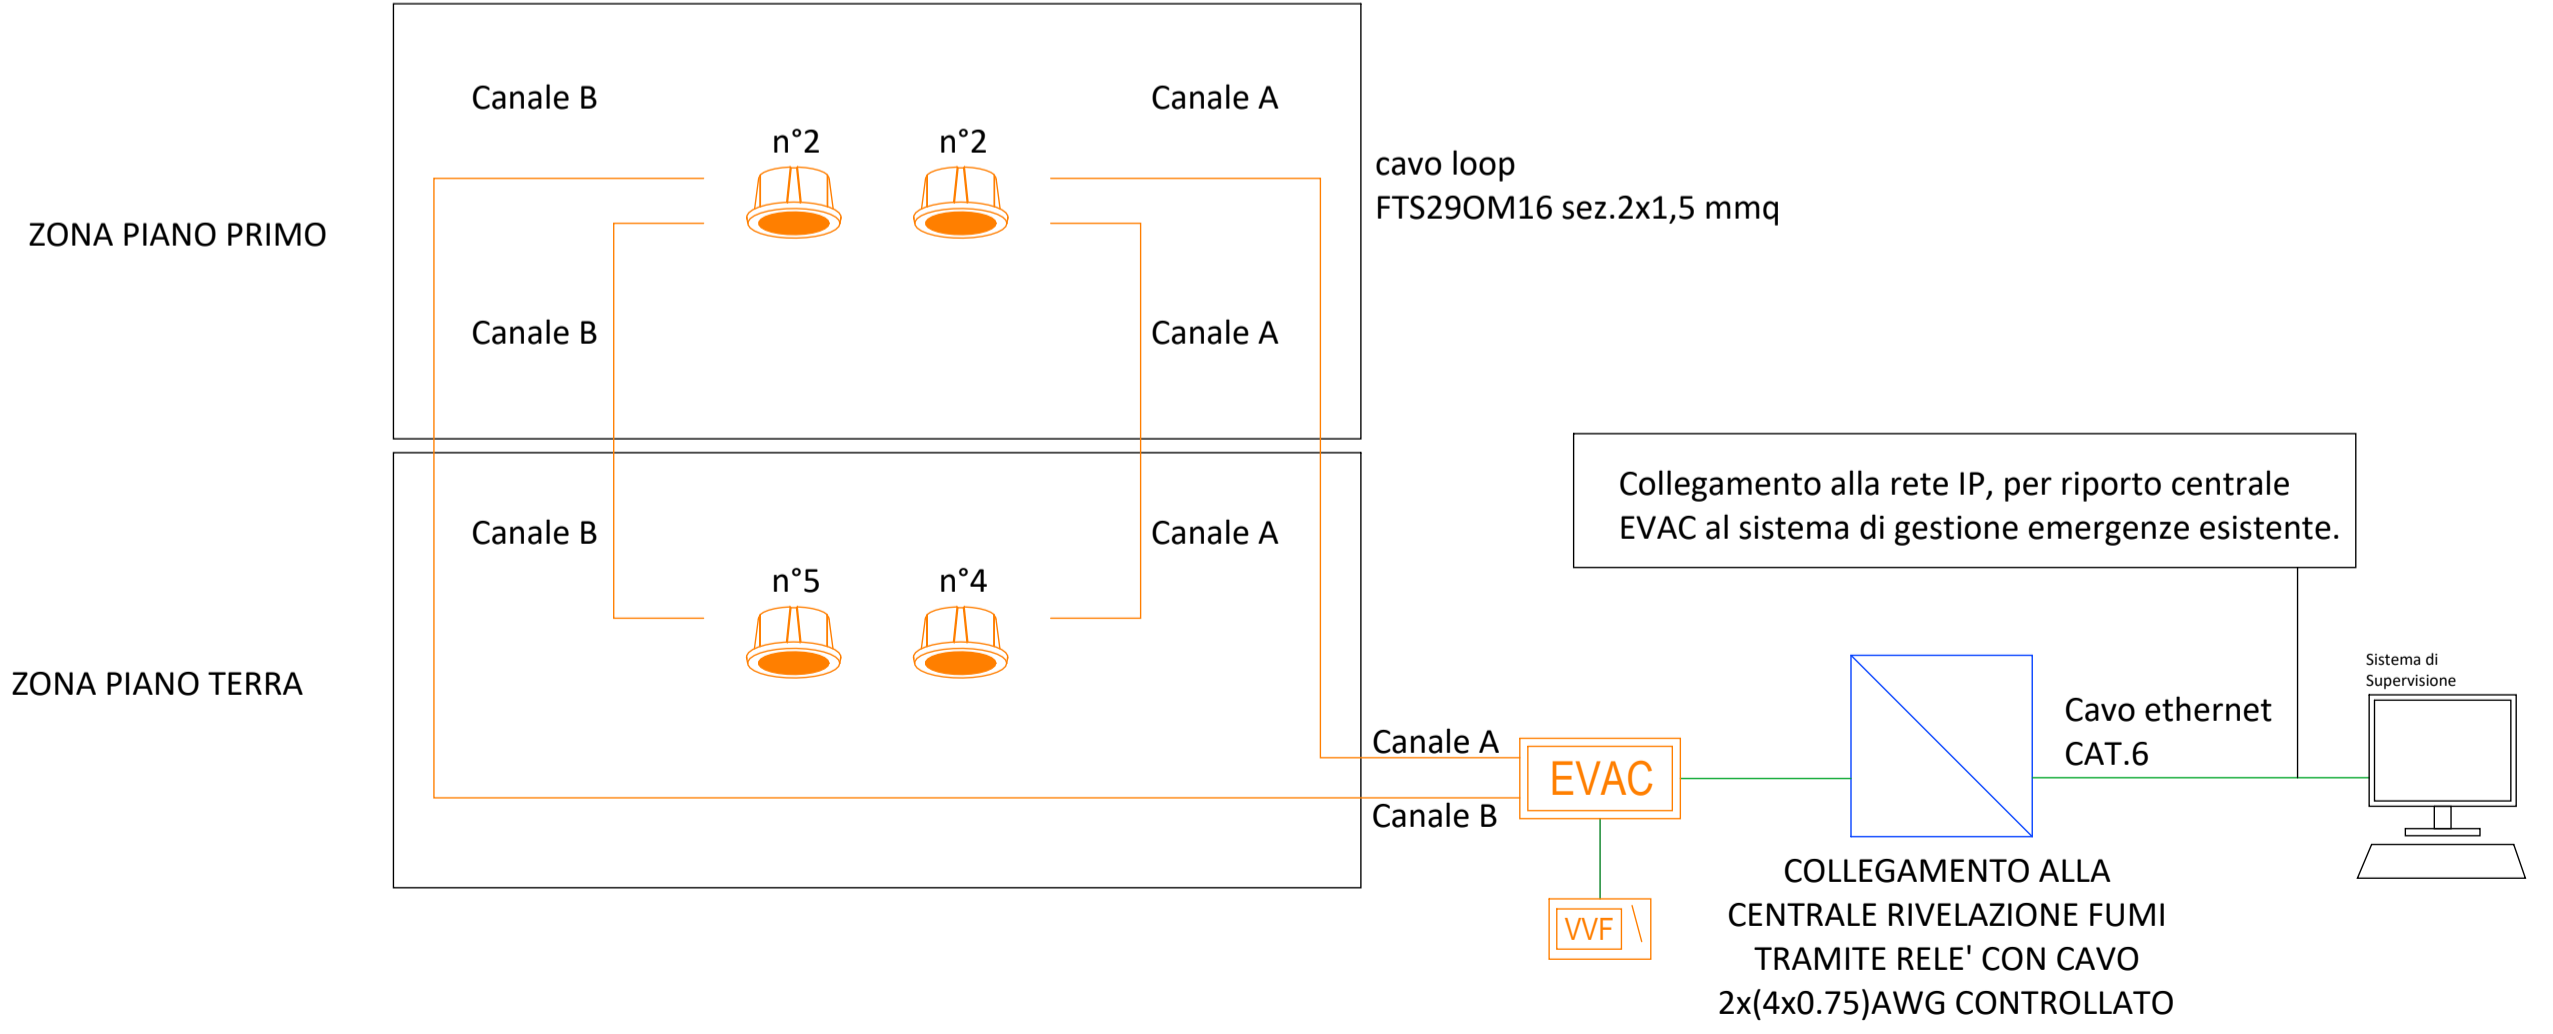 Canale B
Canale A
n°2
n°2
cavo loop
FTS29OM16 sez.2x1,5 mmq
ZONA PIANO PRIMO
Canale B
Canale A
Collegamento alla rete IP, per riporto centrale
EVAC al sistema di gestione emergenze esistente.
Canale B
Canale A
n°5
n°4
ZONA PIANO TERRA
Sistema di
Supervisione
Cavo ethernet
CAT.6
Canale A
EVAC
Canale B
VVF
COLLEGAMENTO ALLA
CENTRALE RIVELAZIONE FUMI
TRAMITE RELE' CON CAVO
2x(4x0.75)AWG CONTROLLATO